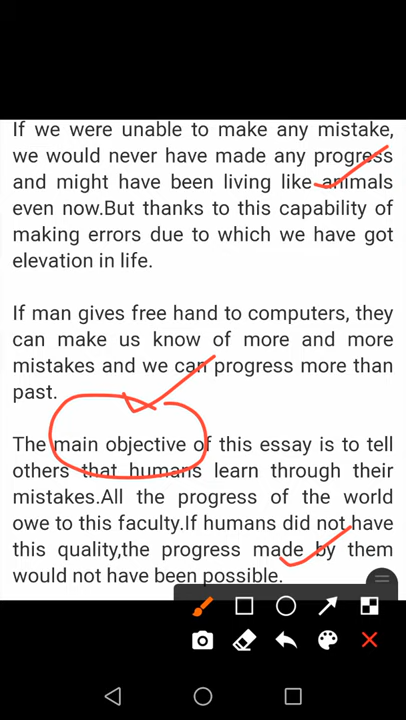 If we were unable to make any mistake,
we would never have made any progress
and might have been living like animals
even now.But thanks to this capability of
making errors due to which we have got
elevation in life.
If man gives free hand to computers, they
can make us know of more and more
mistakes and we can progress more than
past.
The main objective of this essay is to tell
others that humans learn through their
mistakes.All the progress of the world
owe to this faculty.If humans did not have
this quality,the progress made by them
would not have been possible.